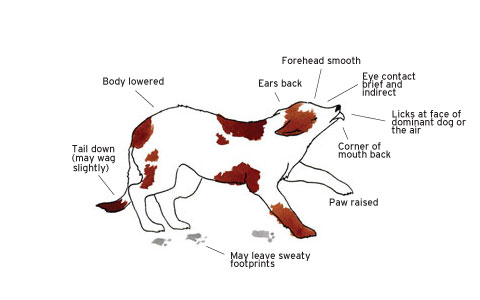 Forehead smooth
Ears back
Eye contact
brief and
indirect
Body lowered
Licks at face of
dominant dog or
the air
Corner of
mouth back
Tail down
(may wag
slightly)
Paw raised
May leave sweaty
footprints